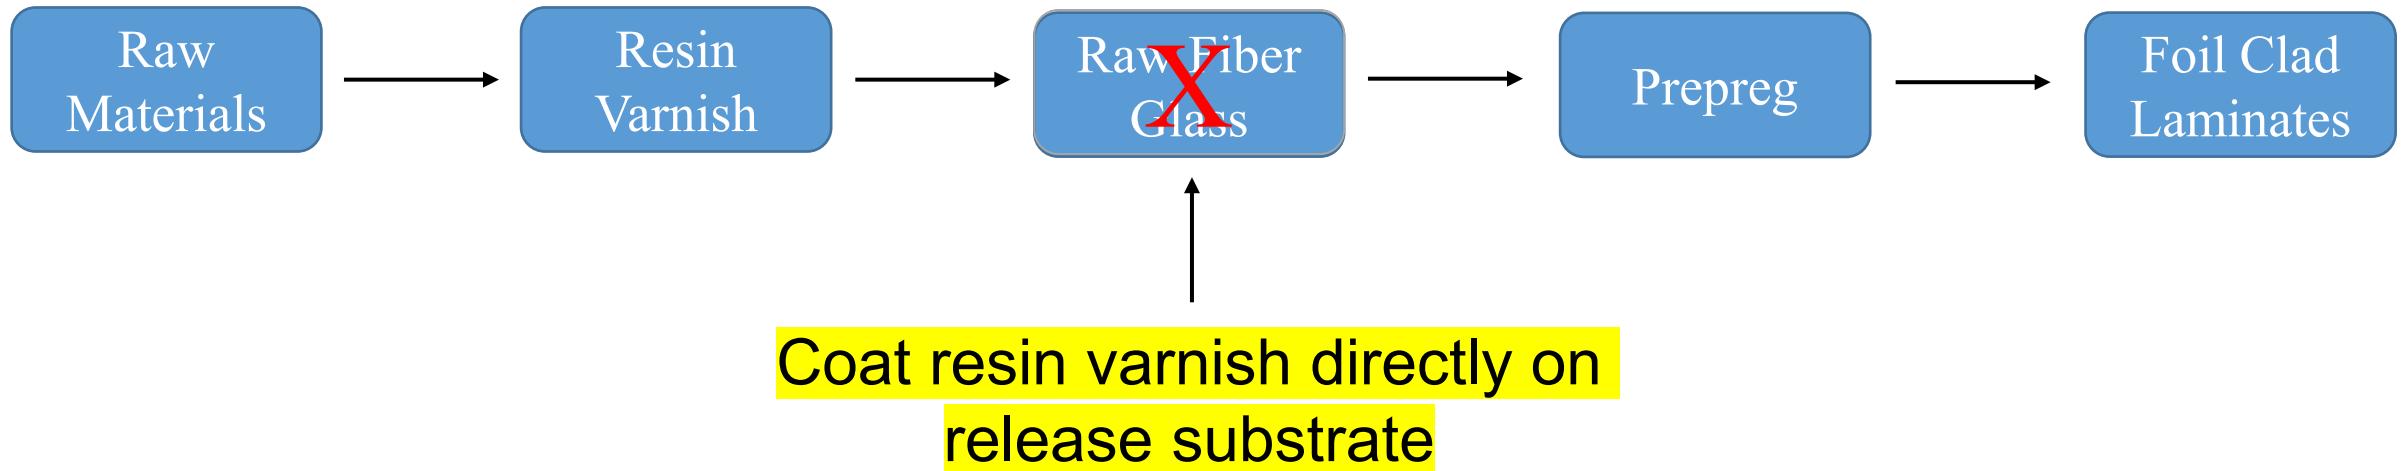 Raw
Materials
Resin
Varnish
Raw Fiber
Glass
X
Prepreg
Foil Clad
Laminates
Coat resin varnish directly on
release substrate